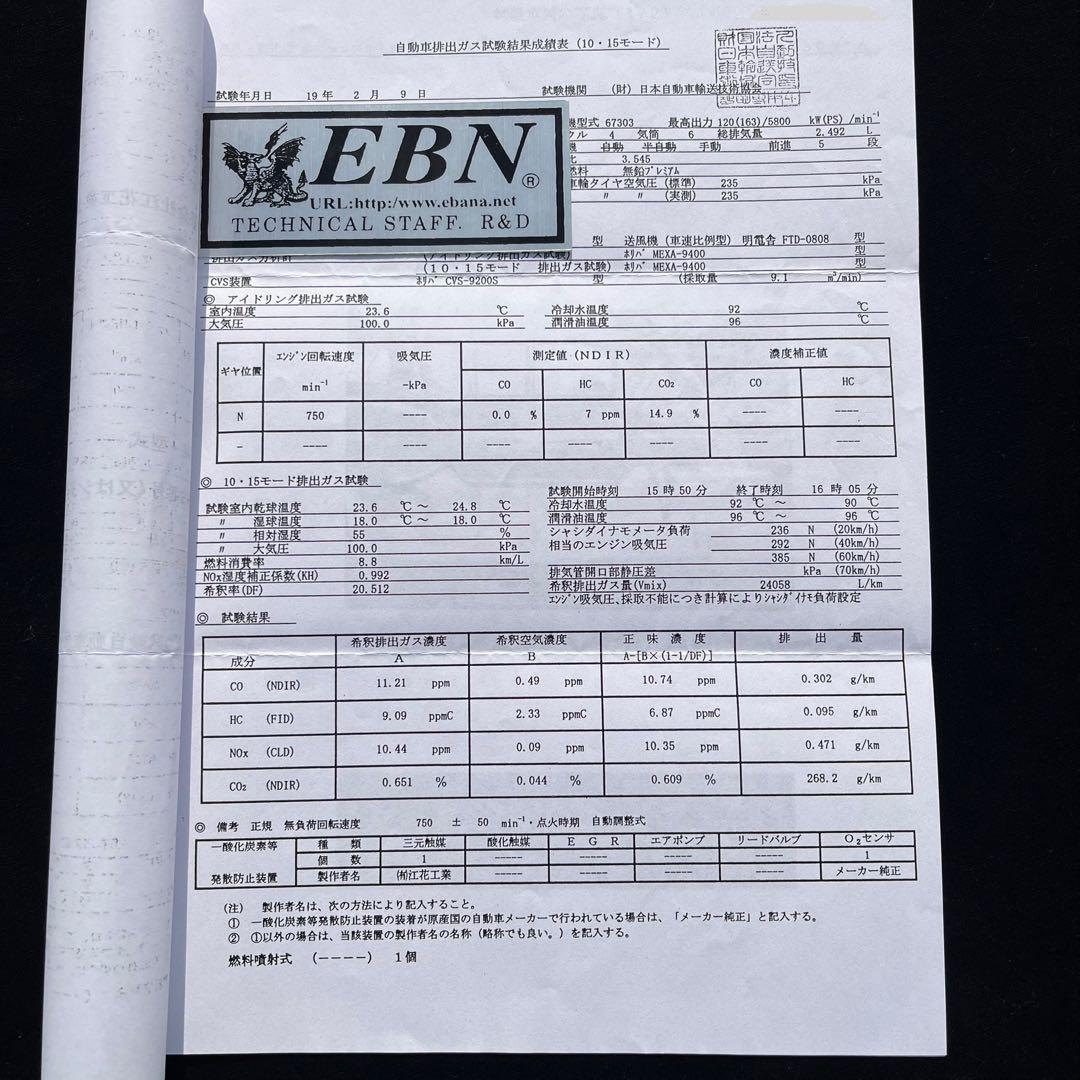 自動車排出ガス試験結果成績表 (10・15モード)
試験年月日 19 年 2 月 9 日 試験機関 (財) 日本自動車輸送技術協会
機型式 67303 最高出力 120(163)/5800 kW(PS) /min⁻¹
クル 4 気筒 6 総排気量 2.492 L
機 自動 半自動 手動 前進 5 段
比 3.545
燃料 無鉛プレミアム
車輪タイヤ空気圧 (標準) 235 kPa
〃 〃 (実測) 235 kPa
EBN®
URL:http:/www.ebana.net
TECHNICAL STAFF. R&D
型 送風機 (車速比例型) 明電舎 FTD-0808 型
排出ガス分析計 (アイドリング排出ガス試験) ホリバ MEXA-9400 型
(10・15モード 排出ガス試験) ホリバ MEXA-9400 型
CVS装置 ホリバ CVS-9200S 型 (採取量 9.1 m³/min)
◎ アイドリング排出ガス試験
室内温度 23.6 ℃ 冷却水温度 92 ℃
大気圧 100.0 kPa 潤滑油温度 96 ℃
ギヤ位置 エンジン回転速度 min⁻¹ 吸気圧 -kPa 測定値 (NDIR) 濃度補正値
CO HC CO₂ CO HC
N 750 ---- 0.0 % 7 ppm 14.9 % ---- ----
- ---- ---- ---- ---- ---- ---- ----
◎ 10・15モード排出ガス試験
試験開始時刻 15 時 50 分 終了時刻 16 時 05 分
試験室内乾球温度 23.6 ℃ ～ 24.8 ℃ 冷却水温度 92 ℃ ～ 90 ℃
〃 湿球温度 18.0 ℃ ～ 18.0 ℃ 潤滑油温度 96 ℃ ～ 96 ℃
〃 相対湿度 55 % シャシダイナモメータ負荷 236 N (20km/h)
〃 大気圧 100.0 kPa 相当のエンジン吸気圧 292 N (40km/h)
燃料消費率 8.8 km/L 385 N (60km/h)
NOx湿度補正係数(KH) 0.992 排気管開口部静圧差 kPa (70km/h)
希釈率(DF) 20.512 希釈排出ガス量(Vmix) 24058 L/km
エンジン吸気圧、採取不能につき計算によりシャシダイナモ負荷設定
◎ 試験結果
成分 希釈排出ガス濃度 A 希釈空気濃度 B 正味濃度 A-[B×(1-1/DF)] 排出量
CO (NDIR) 11.21 ppm 0.49 ppm 10.74 ppm 0.302 g/km
HC (FID) 9.09 ppmC 2.33 ppmC 6.87 ppmC 0.095 g/km
NOx (CLD) 10.44 ppm 0.09 ppm 10.35 ppm 0.471 g/km
CO₂ (NDIR) 0.651 % 0.044 % 0.609 % 268.2 g/km
◎ 備考 正規 無負荷回転速度 750 ± 50 min⁻¹・点火時期 自動調整式
一酸化炭素等 種類 三元触媒 酸化触媒 EGR エアポンプ リードバルブ O₂センサ
個数 1 ----- ----- ----- ----- 1
発散防止装置 製作者名 ㈲江花工業 ----- ----- ----- ----- メーカー純正
(注) 製作者名は、次の方法により記入すること。
① 一酸化炭素等発散防止装置の装着が原産国の自動車メーカーで行われている場合は、「メーカー純正」と記入する。
② ①以外の場合は、当該装置の製作者の名称 (略称でも良い。) を記入する。
燃料噴射式 (----) 1個